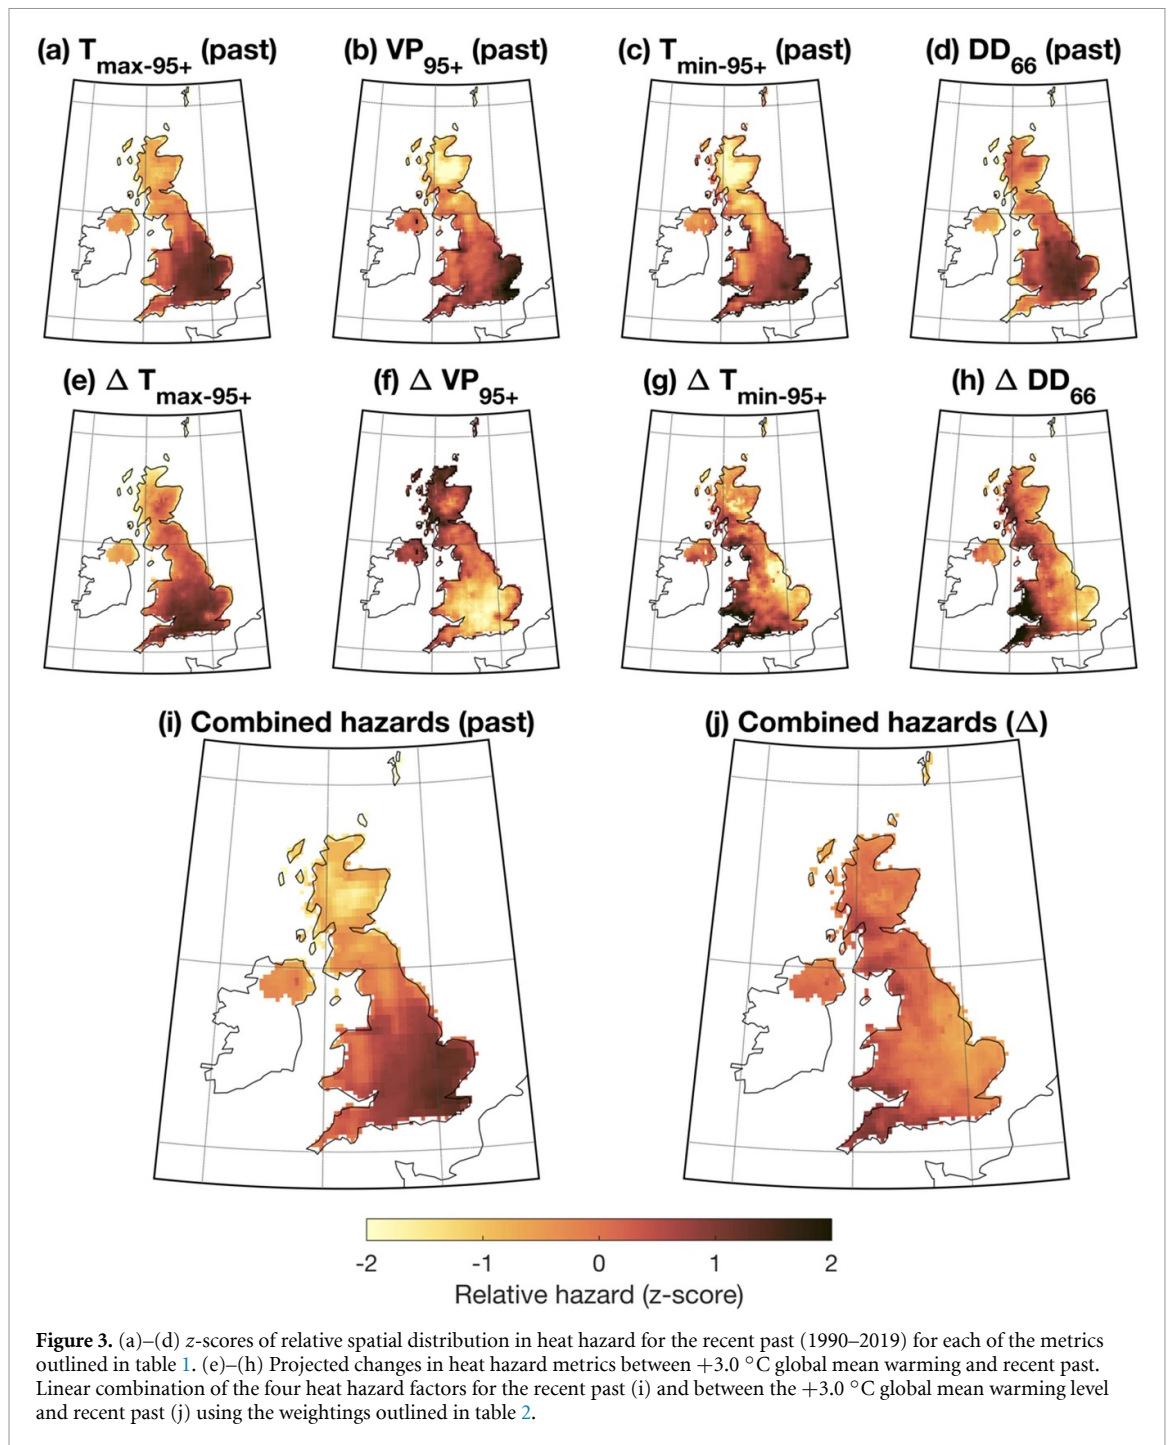 (a) Tmax-95+ (past)
(b) VP95+ (past)
(c) Tmin-95+ (past)
(d) DD66 (past)
(e) Δ Tmax-95+
(f) Δ VP95+
(g) Δ Tmin-95+
(h) Δ DD66
(i) Combined hazards (past)
(j) Combined hazards (Δ)
-2 -1 0 1 2
Relative hazard (z-score)
Figure 3. (a)–(d) z-scores of relative spatial distribution in heat hazard for the recent past (1990–2019) for each of the metrics
outlined in table 1. (e)–(h) Projected changes in heat hazard metrics between +3.0 °C global mean warming and recent past.
Linear combination of the four heat hazard factors for the recent past (i) and between the +3.0 °C global mean warming level
and recent past (j) using the weightings outlined in table 2.